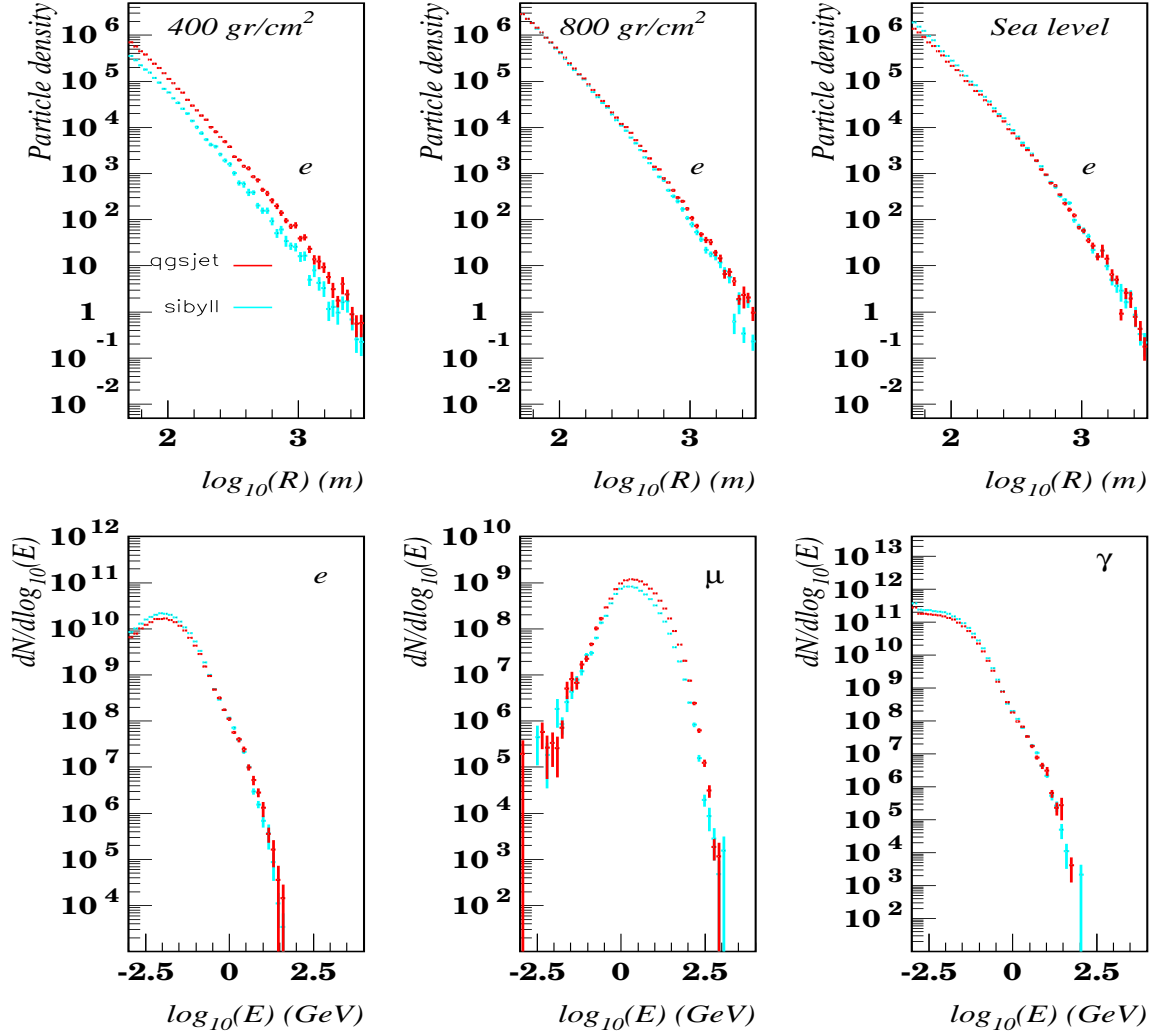 400 gr/cm²
Particle density
10⁶
10⁵
10⁴
10³
10²
10
1
10⁻¹
10⁻²
e
qgsjet
sibyll
2 3
log₁₀(R) (m)
800 gr/cm²
Particle density
10⁶
10⁵
10⁴
10³
10²
10
1
10⁻¹
10⁻²
e
2 3
log₁₀(R) (m)
Sea level
Particle density
10⁶
10⁵
10⁴
10³
10²
10
1
10⁻¹
10⁻²
e
2 3
log₁₀(R) (m)
dN/dlog₁₀(E)
10¹²
10¹¹
10¹⁰
10⁹
10⁸
10⁷
10⁶
10⁵
10⁴
e
-2.5 0 2.5
log₁₀(E) (GeV)
dN/dlog₁₀(E)
10¹⁰
10⁹
10⁸
10⁷
10⁶
10⁵
10⁴
10³
10²
μ
-2.5 0 2.5
log₁₀(E) (GeV)
dN/dlog₁₀(E)
10¹³
10¹²
10¹¹
10¹⁰
10⁹
10⁸
10⁷
10⁶
10⁵
10⁴
10³
10²
γ
-2.5 0 2.5
log₁₀(E) (GeV)